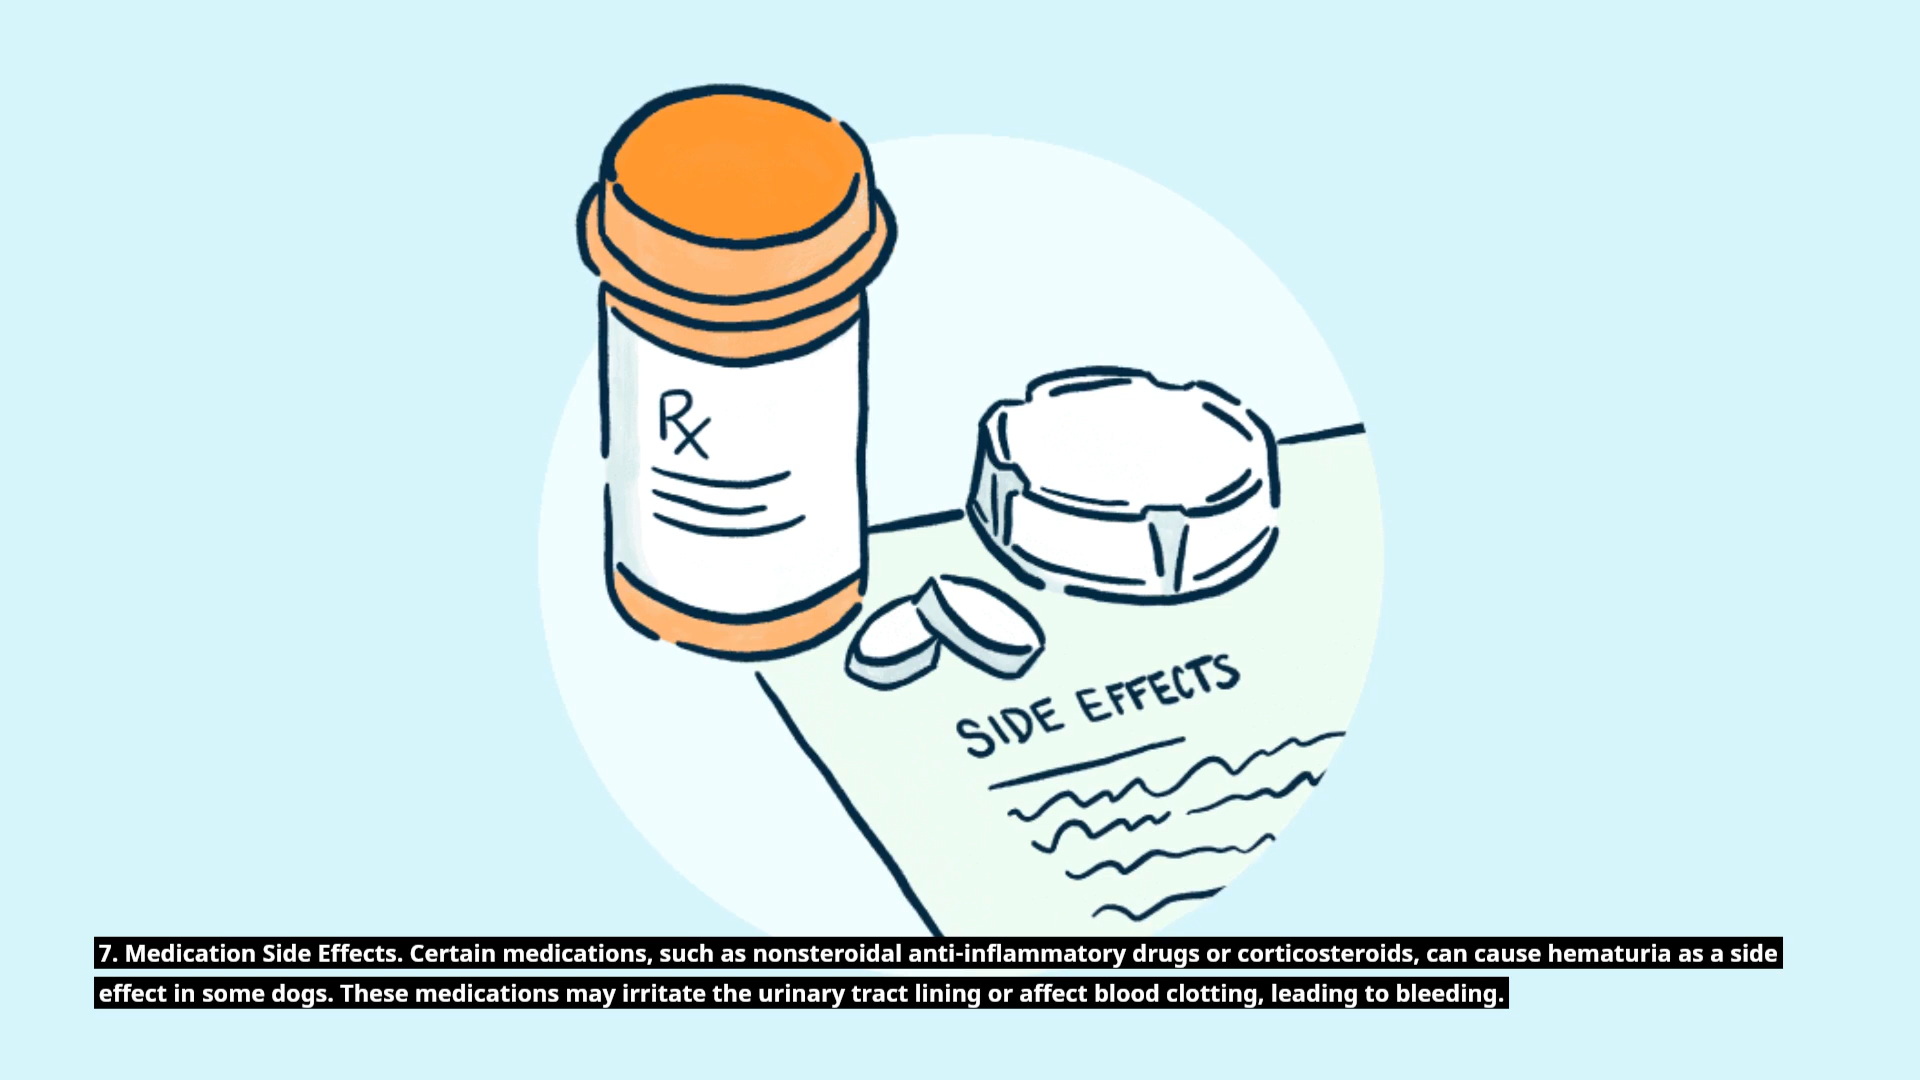 Rx
SIDE EFFECTS
7. Medication Side Effects. Certain medications, such as nonsteroidal anti-inflammatory drugs or corticosteroids, can cause hematuria as a side
effect in some dogs. These medications may irritate the urinary tract lining or affect blood clotting, leading to bleeding.